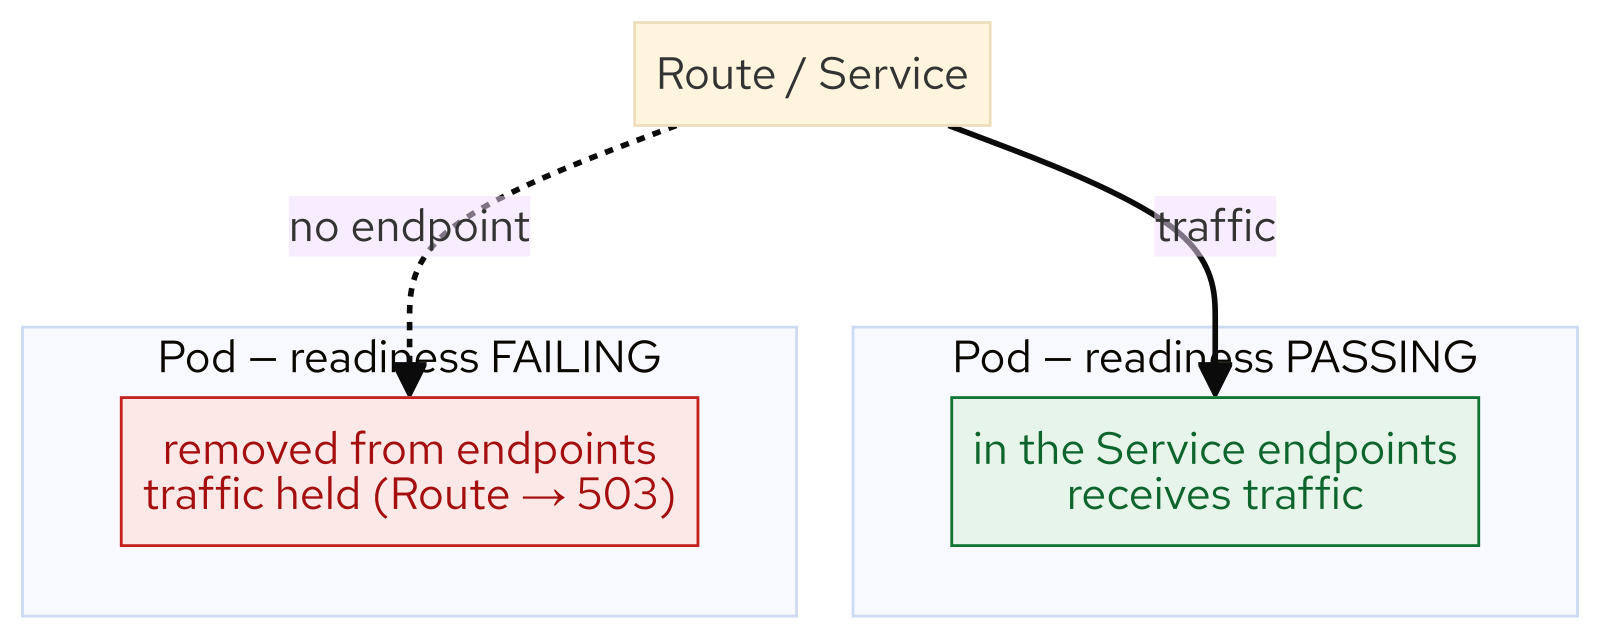 Route / Service
no endpoint
traffic
Pod – readiness FAILING
removed from endpoints
traffic held (Route → 503)
Pod – readiness PASSING
in the Service endpoints
receives traffic